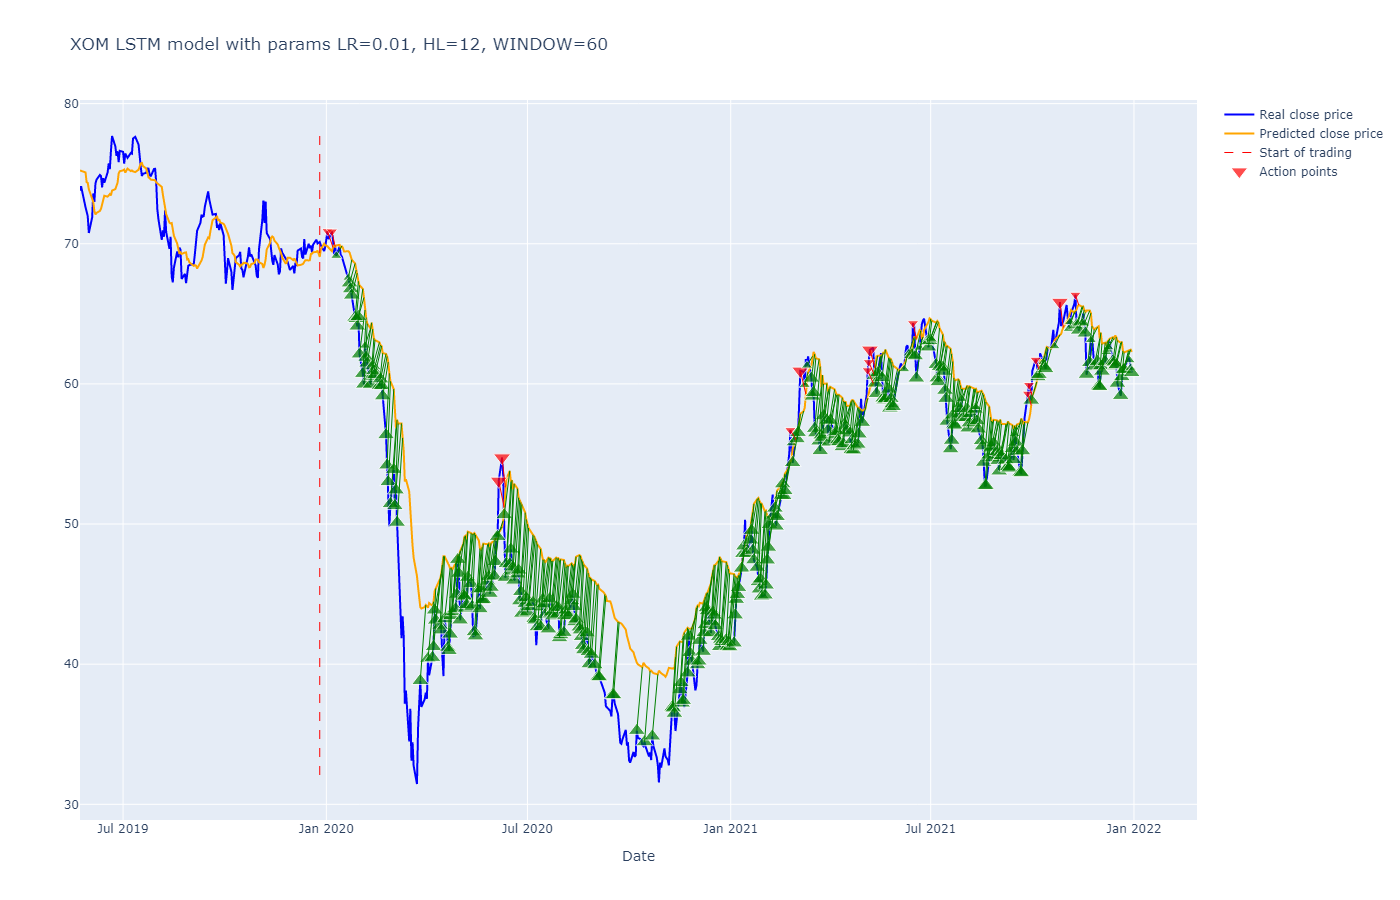 XOM LSTM model with params LR=0.01, HL=12, WINDOW=60
80
70
60
50
40
30
Jul 2019
Jan 2020
Jul 2020
Jan 2021
Jul 2021
Jan 2022
Date
Real close price
Predicted close price
Start of trading
Action points